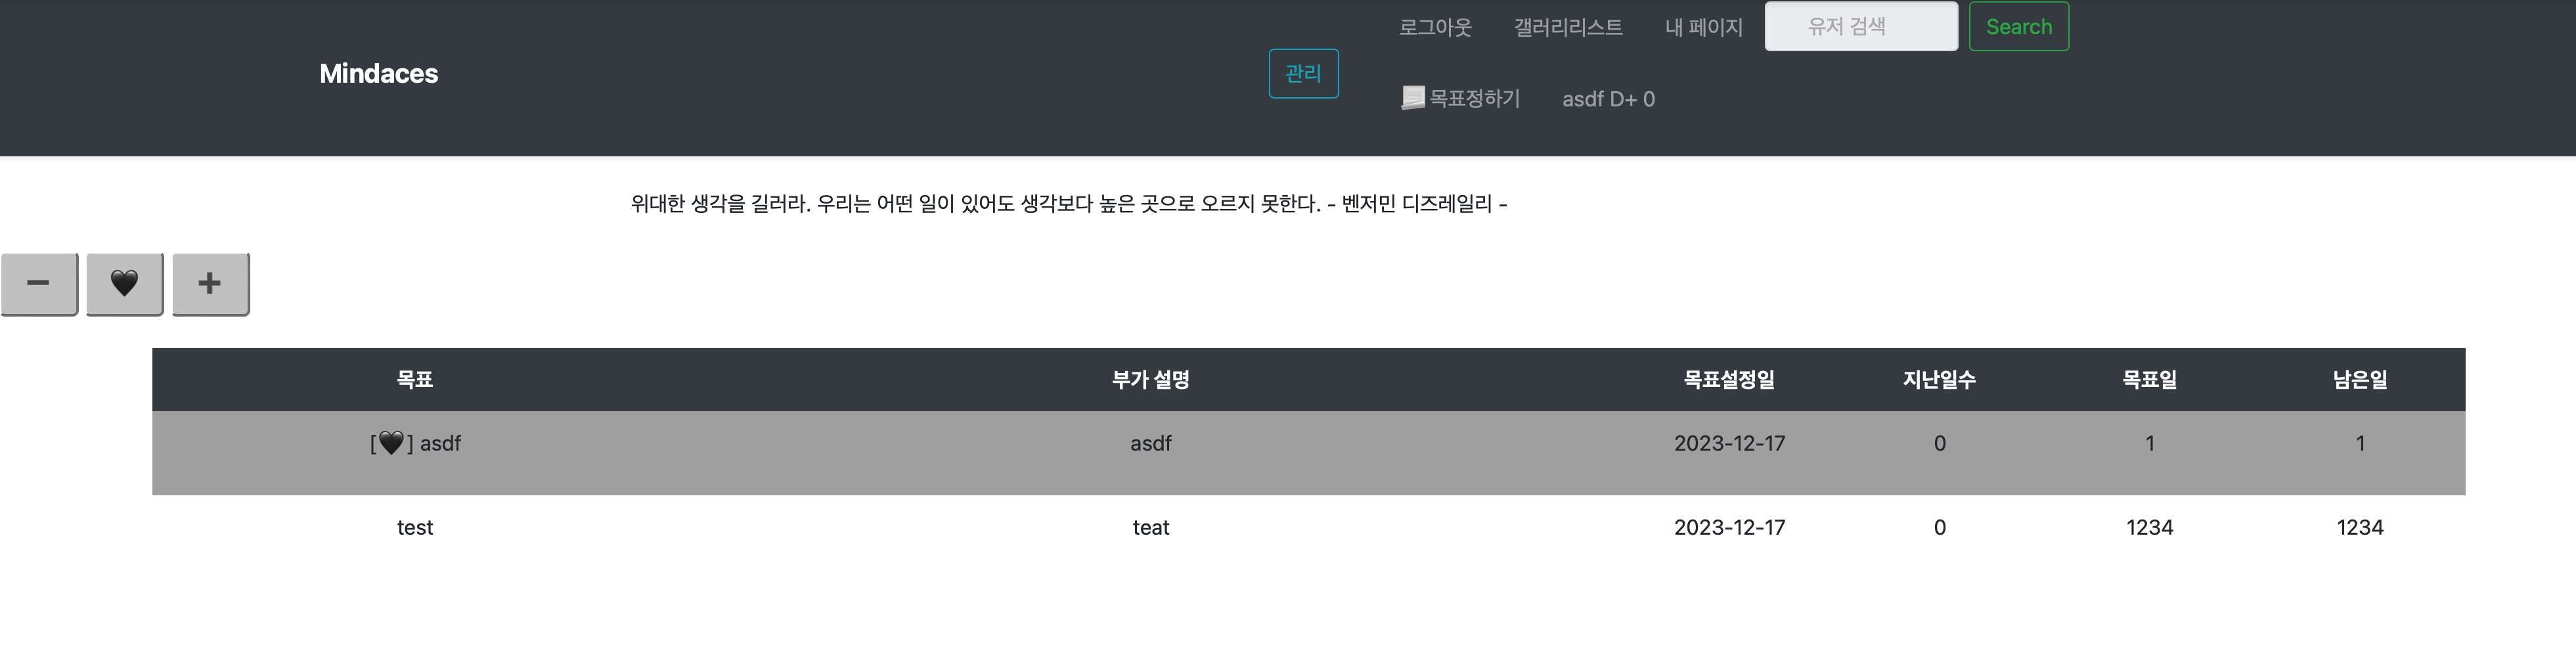 로그아웃 갤러리리스트 내 페이지 유저 검색 Search
Mindaces 관리
목표정하기 asdf D+ 0
위대한 생각을 길러라. 우리는 어떤 일이 있어도 생각보다 높은 곳으로 오르지 못한다. - 벤저민 디즈레일리 -
− 🖤 +
목표 부가 설명 목표설정일 지난일수 목표일 남은일
[🖤] asdf asdf 2023-12-17 0 1 1
test teat 2023-12-17 0 1234 1234